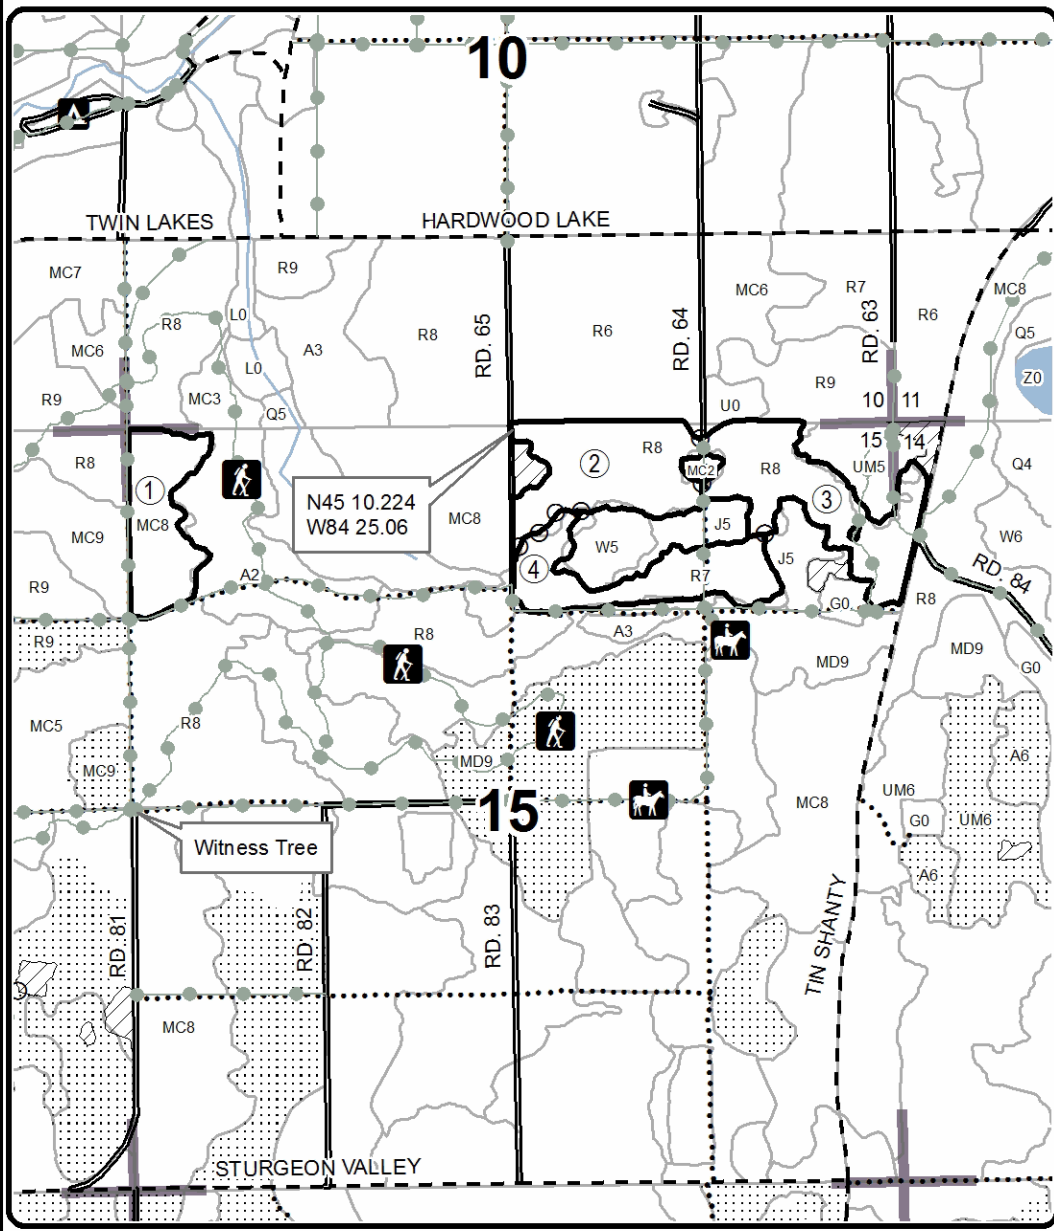 10
TWIN LAKES
HARDWOOD LAKE
R9
MC7
MC6
R7
MC8
L0
R8
RD. 65
R6
RD. 64
RD. 63
R6
Q5
MC6
A3
R8
L0
R9
Z0
R9
MC3
Q5
U0
10
11
R8
1
2
R8
MC2
R8
15
14
UM5
Q4
N45 10.224
W84 25.06
3
MC8
MC8
MC9
J5
W5
J5
W6
4
R9
A2
R7
RD. 84
G0
R8
R9
R8
A3
MD9
MD9
G0
MC5
R8
MC9
MD9
A6
UM6
MC8
15
G0
UM6
Witness Tree
A6
RD. 81
RD. 82
RD. 83
TIN SHANTY
MC8
STURGEON VALLEY